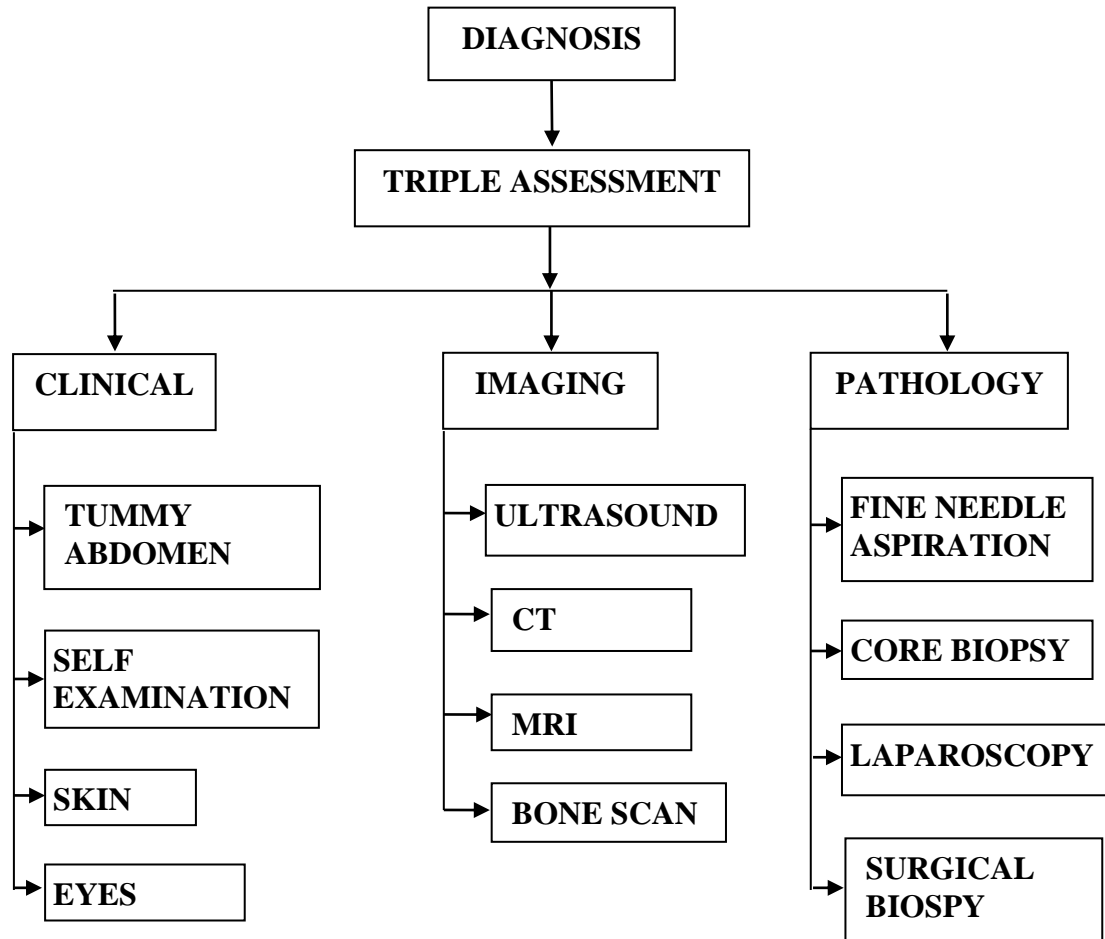 DIAGNOSIS
TRIPLE ASSESSMENT
CLINICAL
TUMMY
ABDOMEN
SELF
EXAMINATION
SKIN
EYES
IMAGING
ULTRASOUND
CT
MRI
BONE SCAN
PATHOLOGY
FINE NEEDLE
ASPIRATION
CORE BIOPSY
LAPAROSCOPY
SURGICAL
BIOSPY